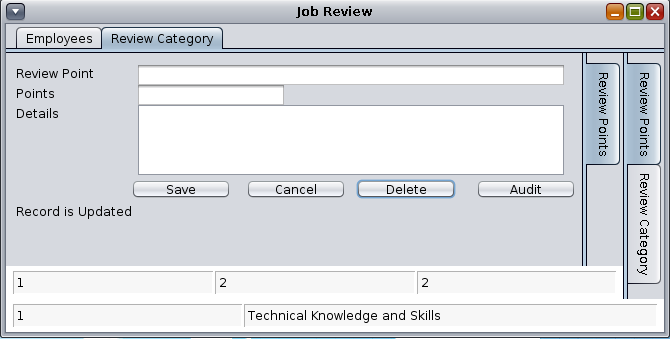 Job Review
Employees Review Category
Review Point
Points
Details
Save Cancel Delete Audit
Record is Updated
Review Points
Review Points
Review Category
1 2 2
1 Technical Knowledge and Skills